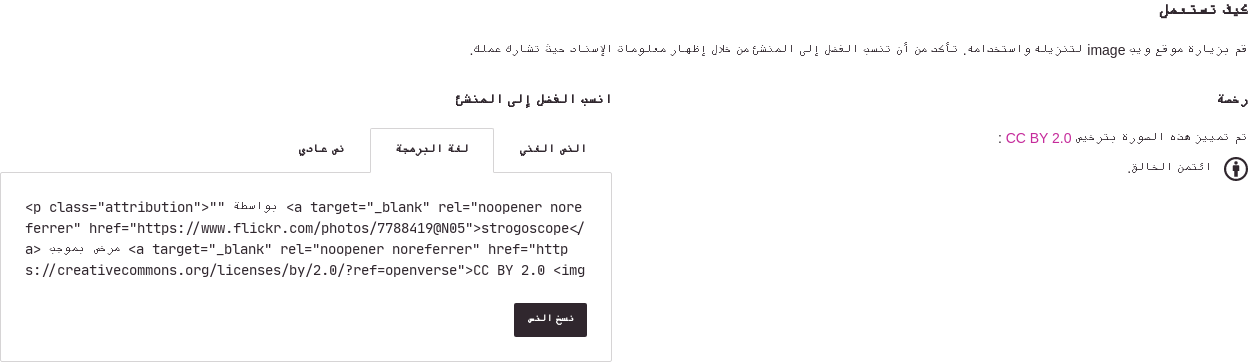 كيف تستعمل
قم بزيارة موقع ويب image لتنزيله واستخدامه. تأكد من أن تنسب الفضل إلى المنشئ من خلال إظهار معلومات الإسناد حيث تشارك عملك.
رخصة
تم تمييز هذه الصورة بترخيص CC BY 2.0 :
ائتمن الخالق.
انسب الفضل إلى المنشئ
النص الغني
لغة البرمجة
نص عادي
<p class="attribution">"" بواسطة <a target="_blank" rel="noopener nore
ferrer" href="https://www.flickr.com/photos/7788419@N05">strogoscope</
a> مرخص بموجب <a target="_blank" rel="noopener noreferrer" href="http
s://creativecommons.org/licenses/by/2.0/?ref=openverse">CC BY 2.0 <img
نسخ النص